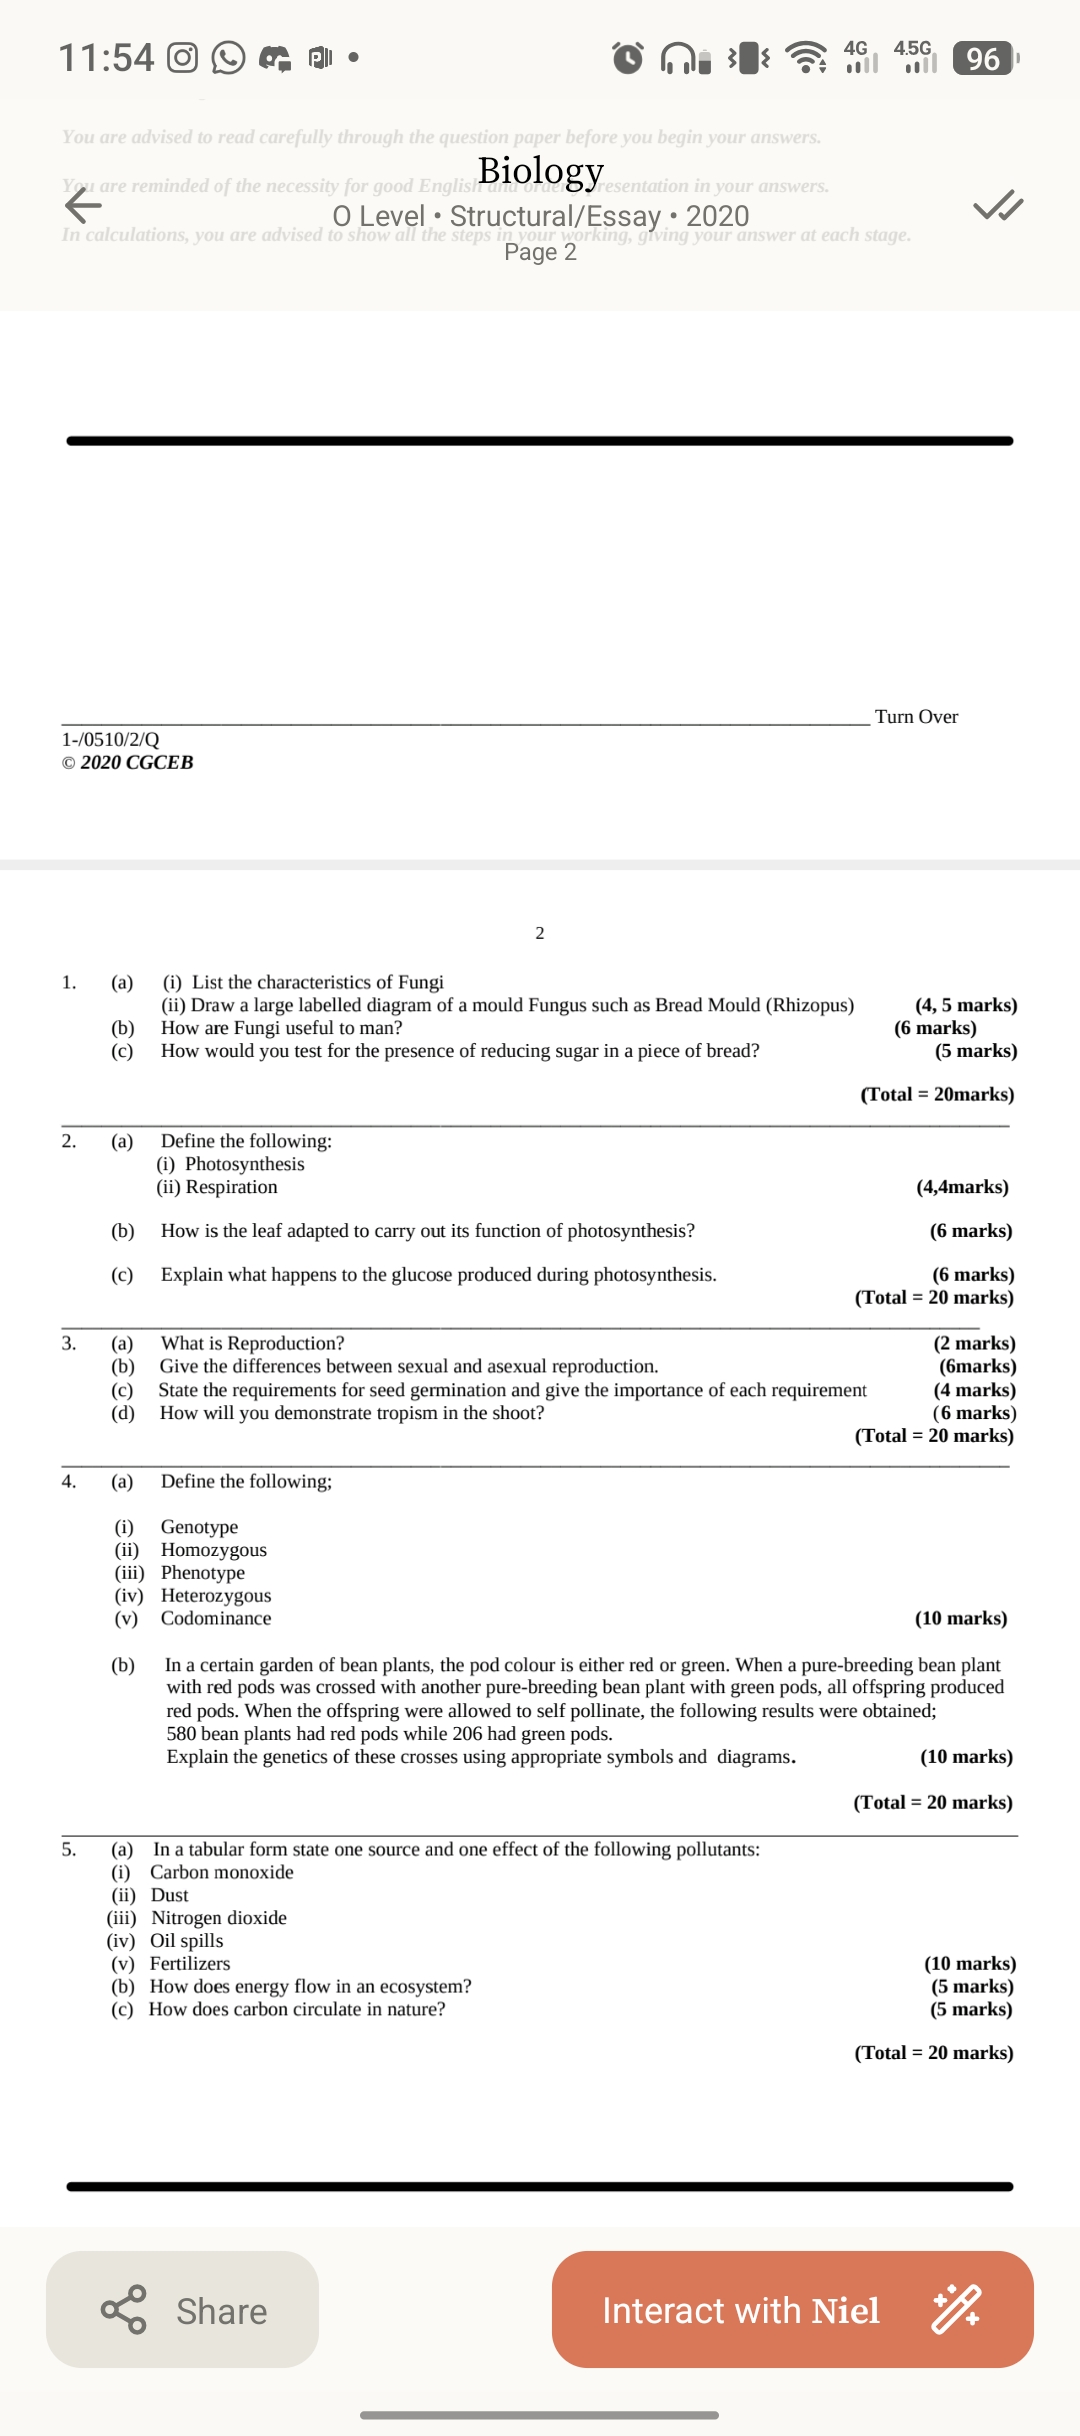 11:54
4G 4.5G 96
You are advised to read carefully through the question paper before you begin your answers.
Biology
You are reminded of the necessity for good English and orderly presentation in your answers.
O Level • Structural/Essay • 2020
In calculations, you are advised to show all the steps in your working, giving your answer at each stage.
Page 2
Turn Over
1-/0510/2/Q
© 2020 CGCEB
2
1. (a) (i) List the characteristics of Fungi
(ii) Draw a large labelled diagram of a mould Fungus such as Bread Mould (Rhizopus) (4, 5 marks)
(b) How are Fungi useful to man? (6 marks)
(c) How would you test for the presence of reducing sugar in a piece of bread? (5 marks)
(Total = 20marks)
2. (a) Define the following:
(i) Photosynthesis
(ii) Respiration (4,4marks)
(b) How is the leaf adapted to carry out its function of photosynthesis? (6 marks)
(c) Explain what happens to the glucose produced during photosynthesis. (6 marks)
(Total = 20 marks)
3. (a) What is Reproduction? (2 marks)
(b) Give the differences between sexual and asexual reproduction. (6marks)
(c) State the requirements for seed germination and give the importance of each requirement (4 marks)
(d) How will you demonstrate tropism in the shoot? (6 marks)
(Total = 20 marks)
4. (a) Define the following;
(i) Genotype
(ii) Homozygous
(iii) Phenotype
(iv) Heterozygous
(v) Codominance (10 marks)
(b) In a certain garden of bean plants, the pod colour is either red or green. When a pure-breeding bean plant
with red pods was crossed with another pure-breeding bean plant with green pods, all offspring produced
red pods. When the offspring were allowed to self pollinate, the following results were obtained;
580 bean plants had red pods while 206 had green pods.
Explain the genetics of these crosses using appropriate symbols and diagrams. (10 marks)
(Total = 20 marks)
5. (a) In a tabular form state one source and one effect of the following pollutants:
(i) Carbon monoxide
(ii) Dust
(iii) Nitrogen dioxide
(iv) Oil spills
(v) Fertilizers (10 marks)
(b) How does energy flow in an ecosystem? (5 marks)
(c) How does carbon circulate in nature? (5 marks)
(Total = 20 marks)
Share
Interact with Niel